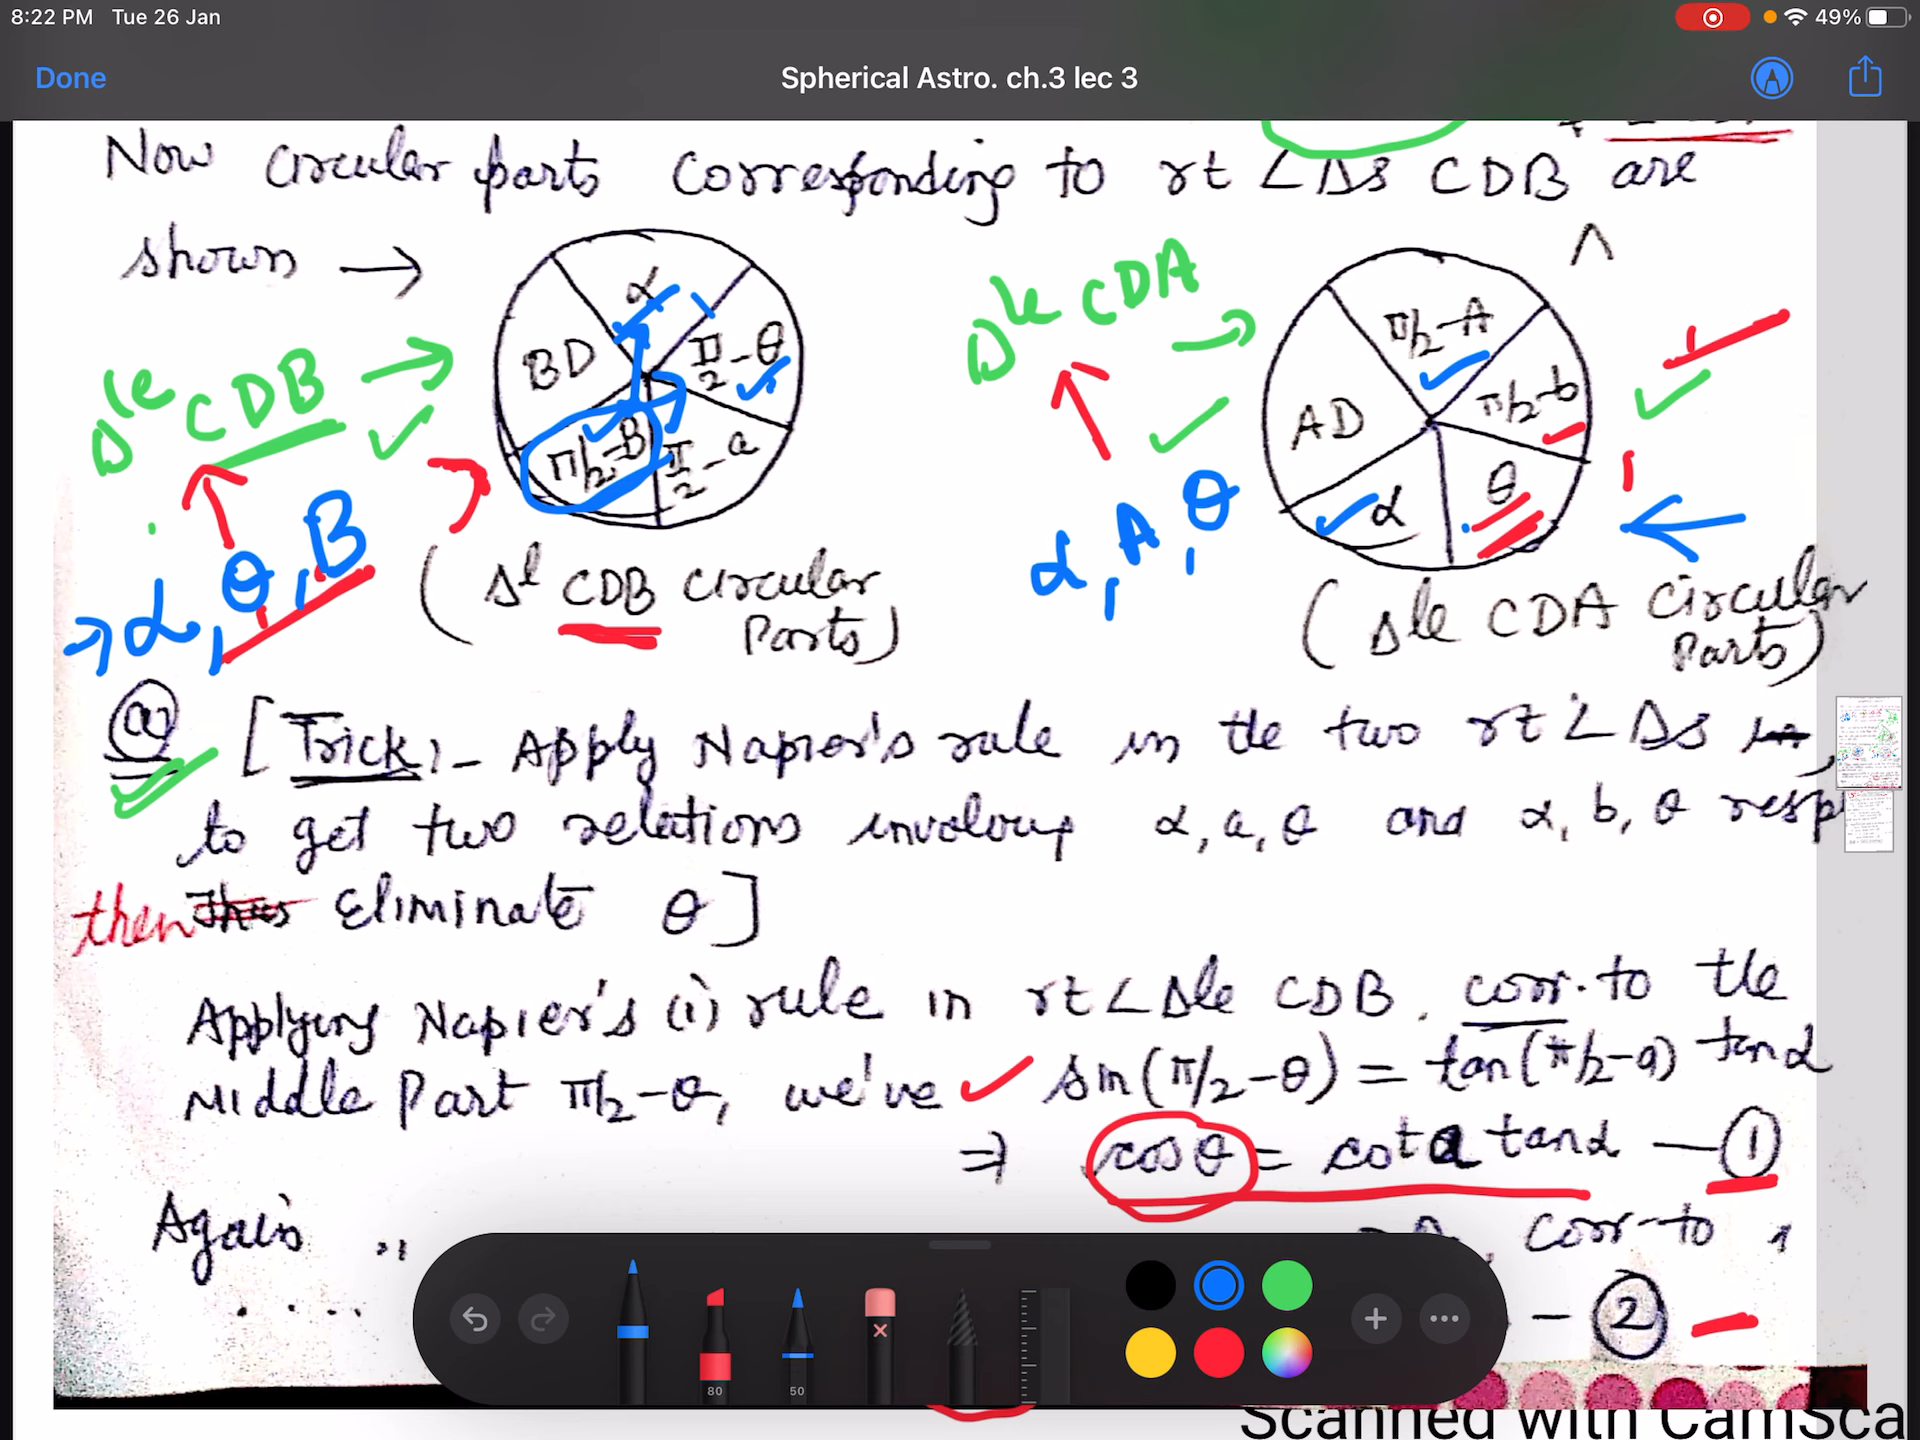 8:22 PM Tue 26 Jan
49%
Done
Spherical Astro. ch.3 lec 3
Now circular parts corresponding to rt ∠Δs CDB are
shown →
Δle CDB →
BD
α
π/2-θ
π/2-a
π/2-B
→ α, θ, B
(Δl CDB circular
Parts)
Δle CDA →
AD
π/2-A
π/2-b
θ
α
α, A, θ
(Δle CDA circular
Parts)
(a) [Trick:- Apply Napier's rule in the two rt ∠Δs
to get two relations involving α, a, θ and α, b, θ resp
then Eliminate θ]
Applying Napier's (i) rule in rt∠Δle CDB. corr. to the
Middle Part π/2-θ, we've sin(π/2-θ) = tan(π/2-a) tanα
⇒ cosθ = cot a tanα — ①
Again
corr-to
- ②
80
50
Scanned with CamSca